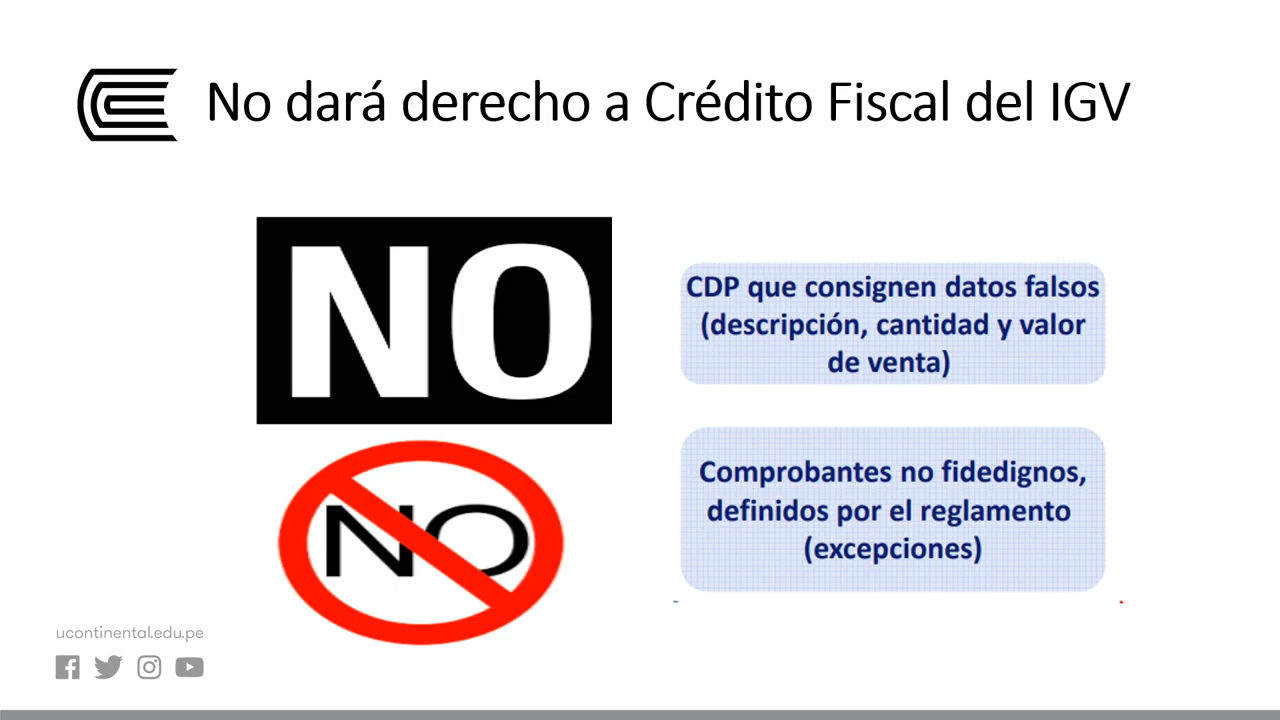 No dará derecho a Crédito Fiscal del IGV
NO
CDP que consignen datos falsos
(descripción, cantidad y valor
de venta)
NO
Comprobantes no fidedignos,
definidos por el reglamento
(excepciones)
ucontinental.edu.pe